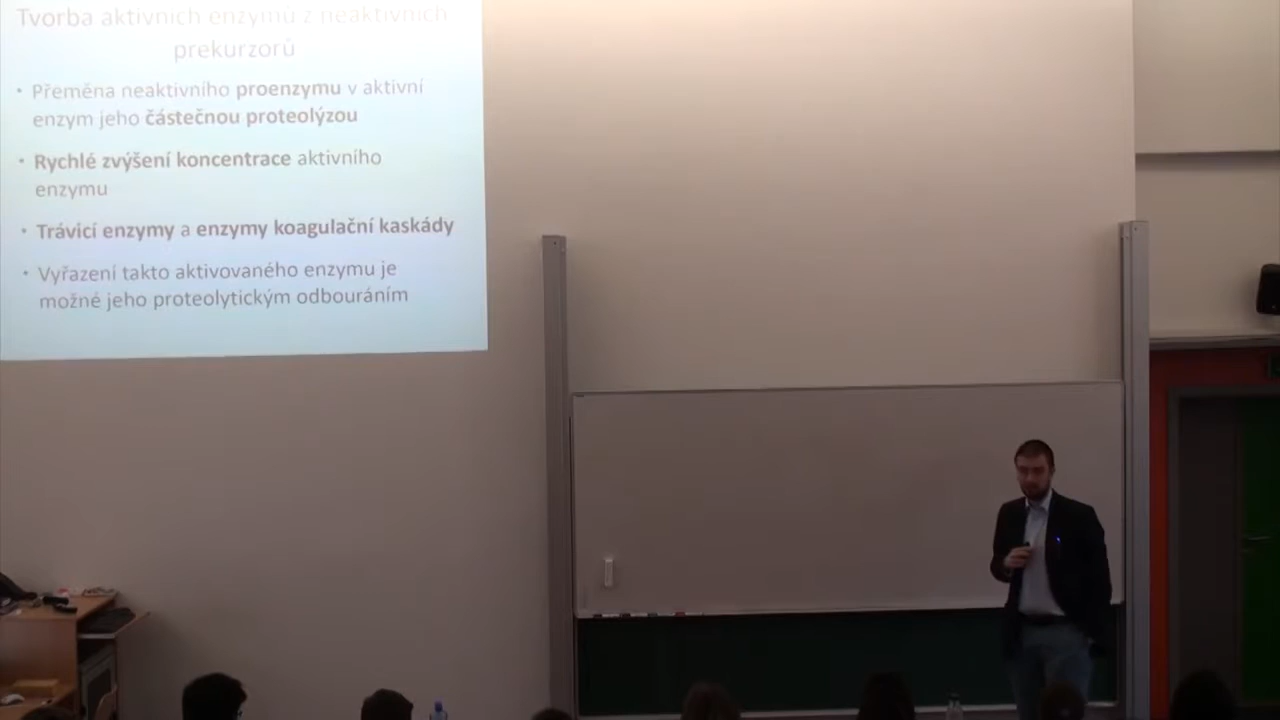 Tvorba aktivních enzymů z neaktivních
prekurzorů
• Přeměna neaktivního proenzymu v aktivní
enzym jeho částečnou proteolýzou
• Rychlé zvýšení koncentrace aktivního
enzymu
• Trávicí enzymy a enzymy koagulační kaskády
• Vyřazení takto aktivovaného enzymu je
možné jeho proteolytickým odbouráním